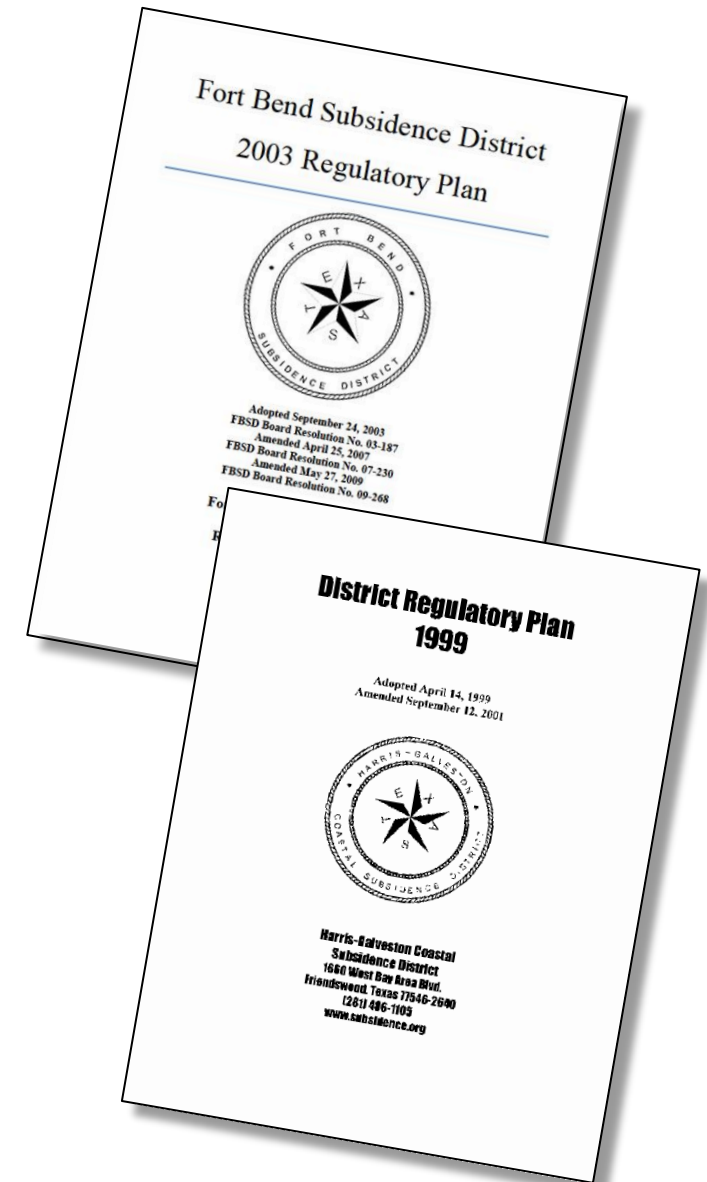 Fort Bend Subsidence District
2003 Regulatory Plan
FORT BEND
TEXAS
SUBSIDENCE DISTRICT
Adopted September 24, 2003
FBSD Board Resolution No. 03-187
Amended April 25, 2007
FBSD Board Resolution No. 07-230
Amended May 27, 2009
FBSD Board Resolution No. 09-268
Fo
R
District Regulatory Plan
1999
Adopted April 14, 1999
Amended September 12, 2001
HARRIS-GALVESTON
TEXAS
COASTAL SUBSIDENCE DISTRICT
Harris-Galveston Coastal
Subsidence District
1660 West Bay Area Blvd.
Friendswood, Texas 77546-2640
(281) 486-1105
www.subsidence.org